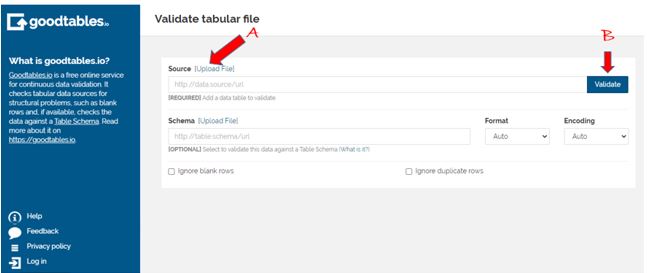 goodtables.io
Validate tabular file
A
B
What is goodtables.io?
Goodtables.io is a free online service
for continuous data validation. It
checks tabular data sources for
structural problems, such as blank
rows and, if available, checks the
data against a Table Schema. Read
more about it on
https://goodtables.io.
Source [Upload File]
http://data.source/url
Validate
[REQUIRED] Add a data table to validate
Schema [Upload File]
Format
Encoding
http://table.schema/url
Auto
Auto
[OPTIONAL] Select to validate this data against a Table Schema (What is it?)
Ignore blank rows
Ignore duplicate rows
Help
Feedback
Privacy policy
Log in